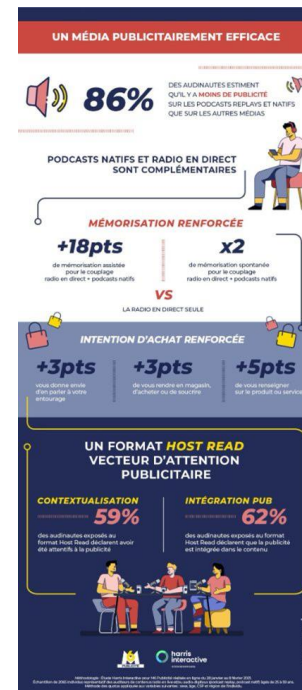 UN MÉDIA PUBLICITAIREMENT EFFICACE
86%
DES AUDINAUTES ESTIMENT
QU'IL Y A MOINS DE PUBLICITÉ
SUR LES PODCASTS REPLAYS ET NATIFS
QUE SUR LES AUTRES MÉDIAS
PODCASTS NATIFS ET RADIO EN DIRECT
SONT COMPLÉMENTAIRES
MÉMORISATION RENFORCÉE
+18pts
de mémorisation assistée
pour le couplage
radio en direct + podcasts natifs
x2
de mémorisation spontanée
pour le couplage
radio en direct + podcasts natifs
VS
LA RADIO EN DIRECT SEULE
INTENTION D'ACHAT RENFORCÉE
+3pts
vous donne envie
d'en parler à votre
entourage
+3pts
de vous rendre en magasin,
d'acheter ou de souscrire
+5pts
de vous renseigner
sur le produit ou service
UN FORMAT HOST READ
VECTEUR D'ATTENTION
PUBLICITAIRE
CONTEXTUALISATION
59%
des audinautes exposés au
format Host Read déclarent avoir
été attentifs à la publicité
INTÉGRATION PUB
62%
des audinautes exposés au format
Host Read déclarent que la publicité
est intégrée dans le contenu
M6
PUBLICITÉ
harris
interactive